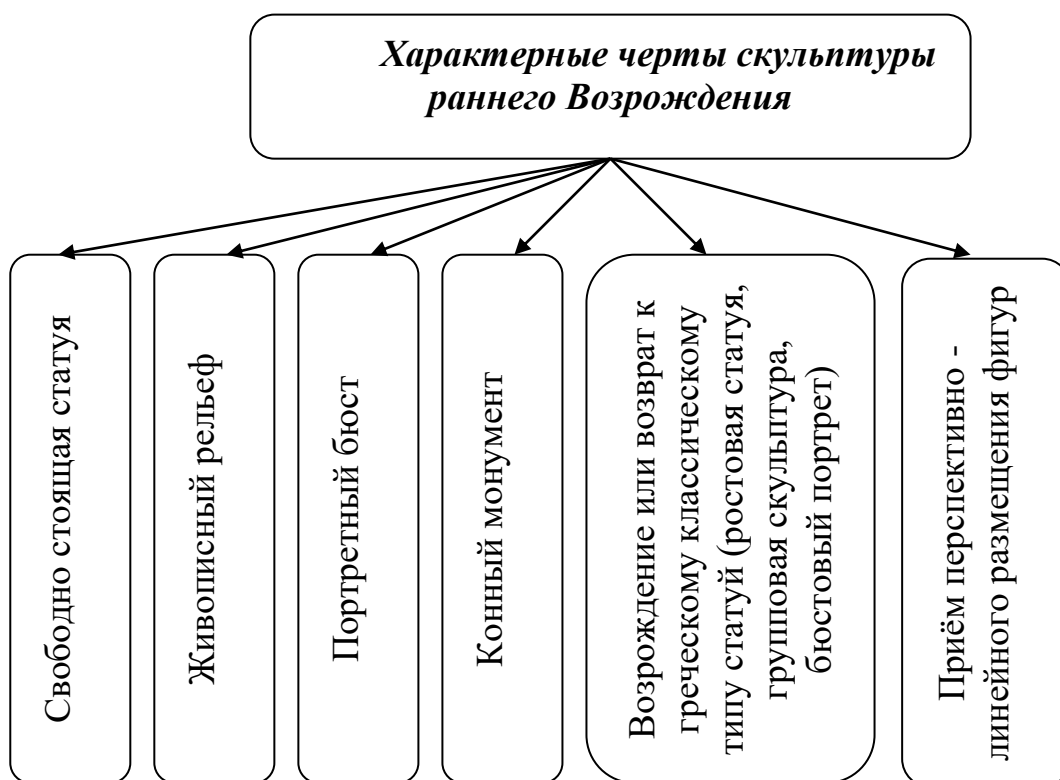 Характерные черты скульптуры
раннего Возрождения
Свободно стоящая статуя
Живописный рельеф
Портретный бюст
Конный монумент
Возрождение или возврат к
греческому классическому
типу статуй (ростовая статуя,
групповая скульптура,
бюстовый портрет)
Приём перспективно -
линейного размещения фигур